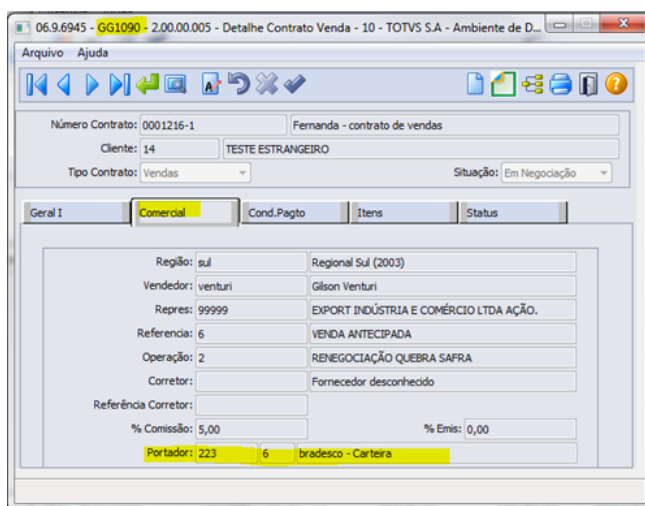 06.9.6945 - GG1090 - 2.00.00.005 - Detalhe Contrato Venda - 10 - TOTVS S.A - Ambiente de D...
Arquivo Ajuda
Número Contrato: 0001216-1 Fernanda - contrato de vendas
Cliente: 14 TESTE ESTRANGEIRO
Tipo Contrato: Vendas Situação: Em Negociação
Geral I Comercial Cond.Pagto Itens Status
Região: sul Regional Sul (2003)
Vendedor: venturi Gilson Venturi
Repres: 99999 EXPORT INDÚSTRIA E COMÉRCIO LTDA AÇÃO.
Referencia: 6 VENDA ANTECIPADA
Operação: 2 RENEGOCIAÇÃO QUEBRA SAFRA
Corretor: Fornecedor desconhecido
Referência Corretor:
% Comissão: 5,00 % Emis: 0,00
Portador: 223 6 bradesco - Carteira